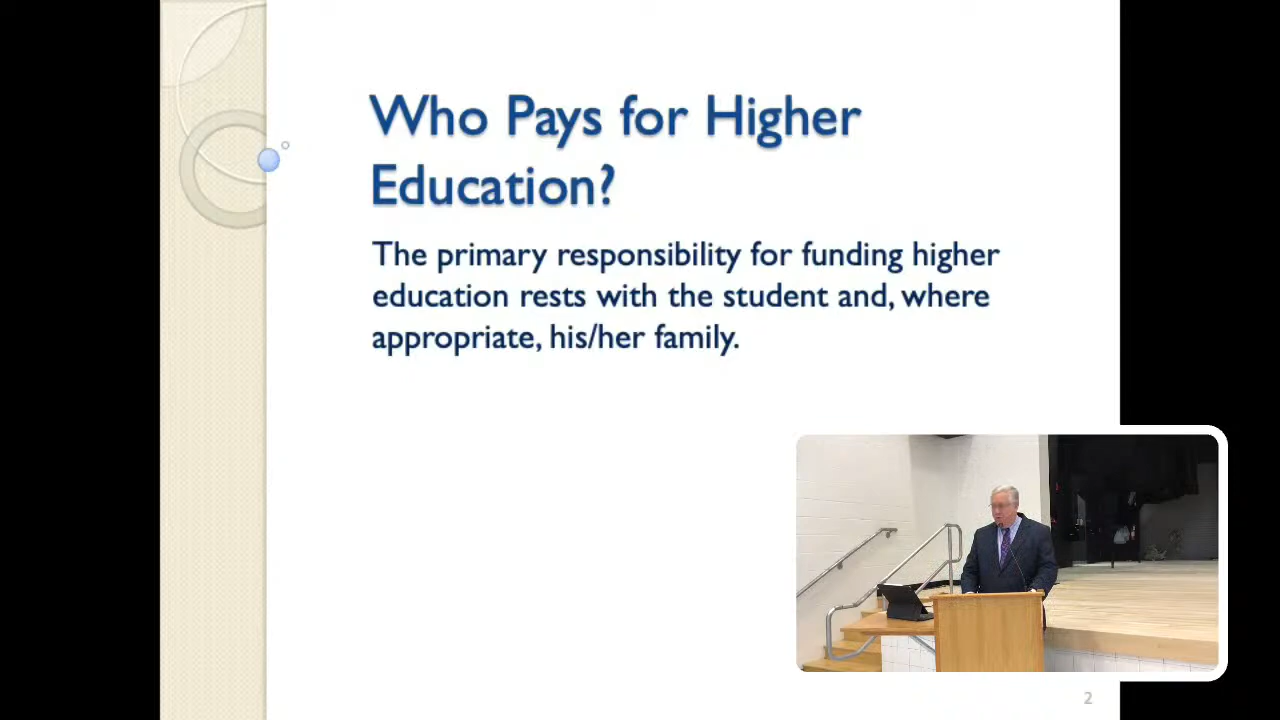 Who Pays for Higher
Education?
The primary responsibility for funding higher
education rests with the student and, where
appropriate, his/her family.
2